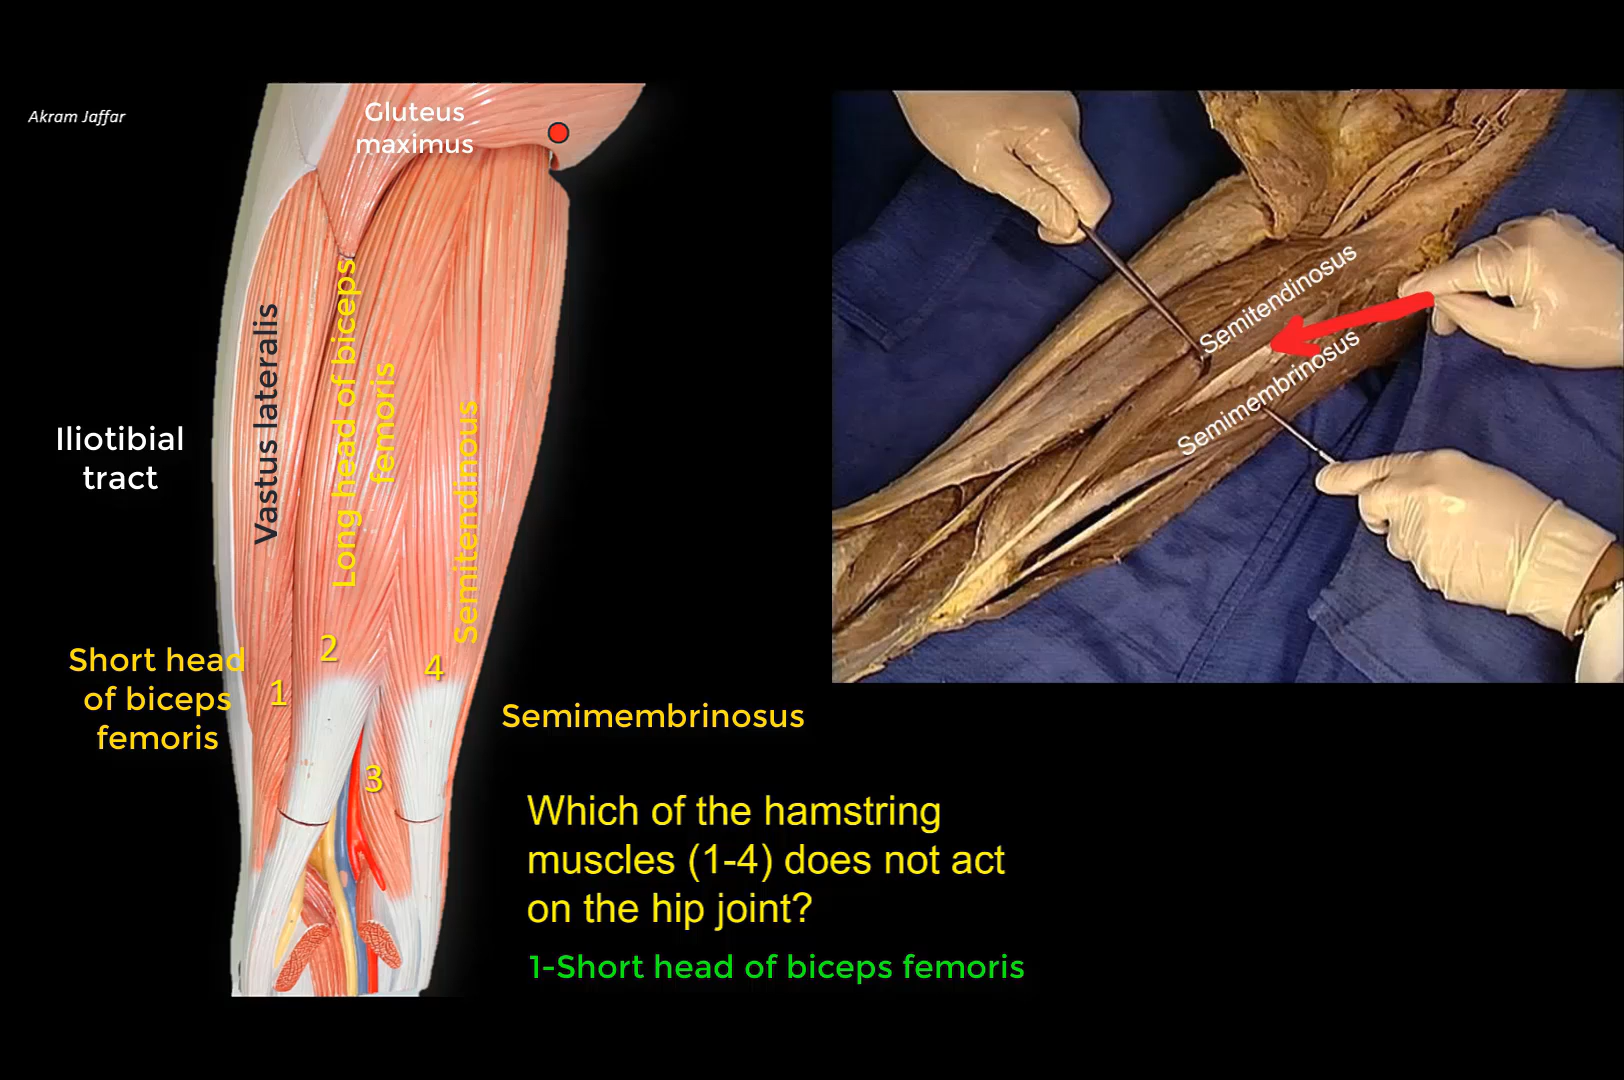 Akram Jaffar
Gluteus
maximus
Iliotibial
tract
Vastus lateralis
Long head of biceps
femoris
Semitendinous
Short head
of biceps
femoris
1
2
3
4
Semimembrinosus
Semitendinosus
Semimembrinosus
Which of the hamstring
muscles (1-4) does not act
on the hip joint?
1-Short head of biceps femoris